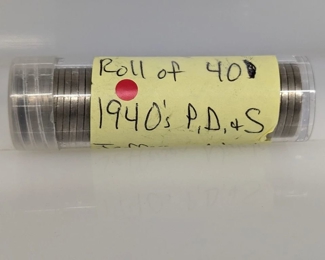 Roll of 40
1940's P, D, & S